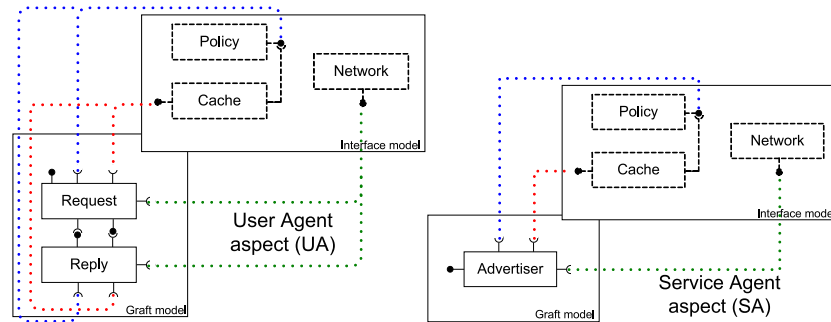 Policy
Network
Cache
Interface model
Request
User Agent
aspect (UA)
Reply
Graft model
Policy
Network
Cache
Interface model
Advertiser
Service Agent
aspect (SA)
Graft model